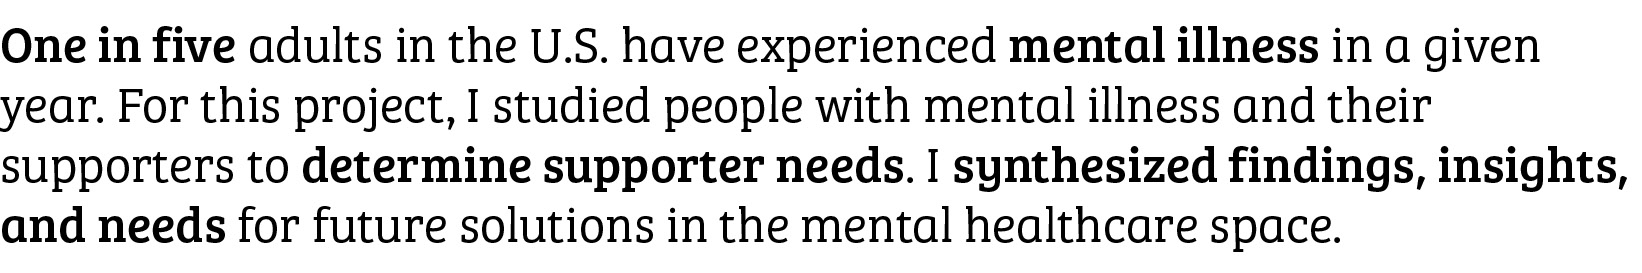 One in five adults in the U.S. have experienced mental illness in a given
year. For this project, I studied people with mental illness and their
supporters to determine supporter needs. I synthesized findings, insights,
and needs for future solutions in the mental healthcare space.